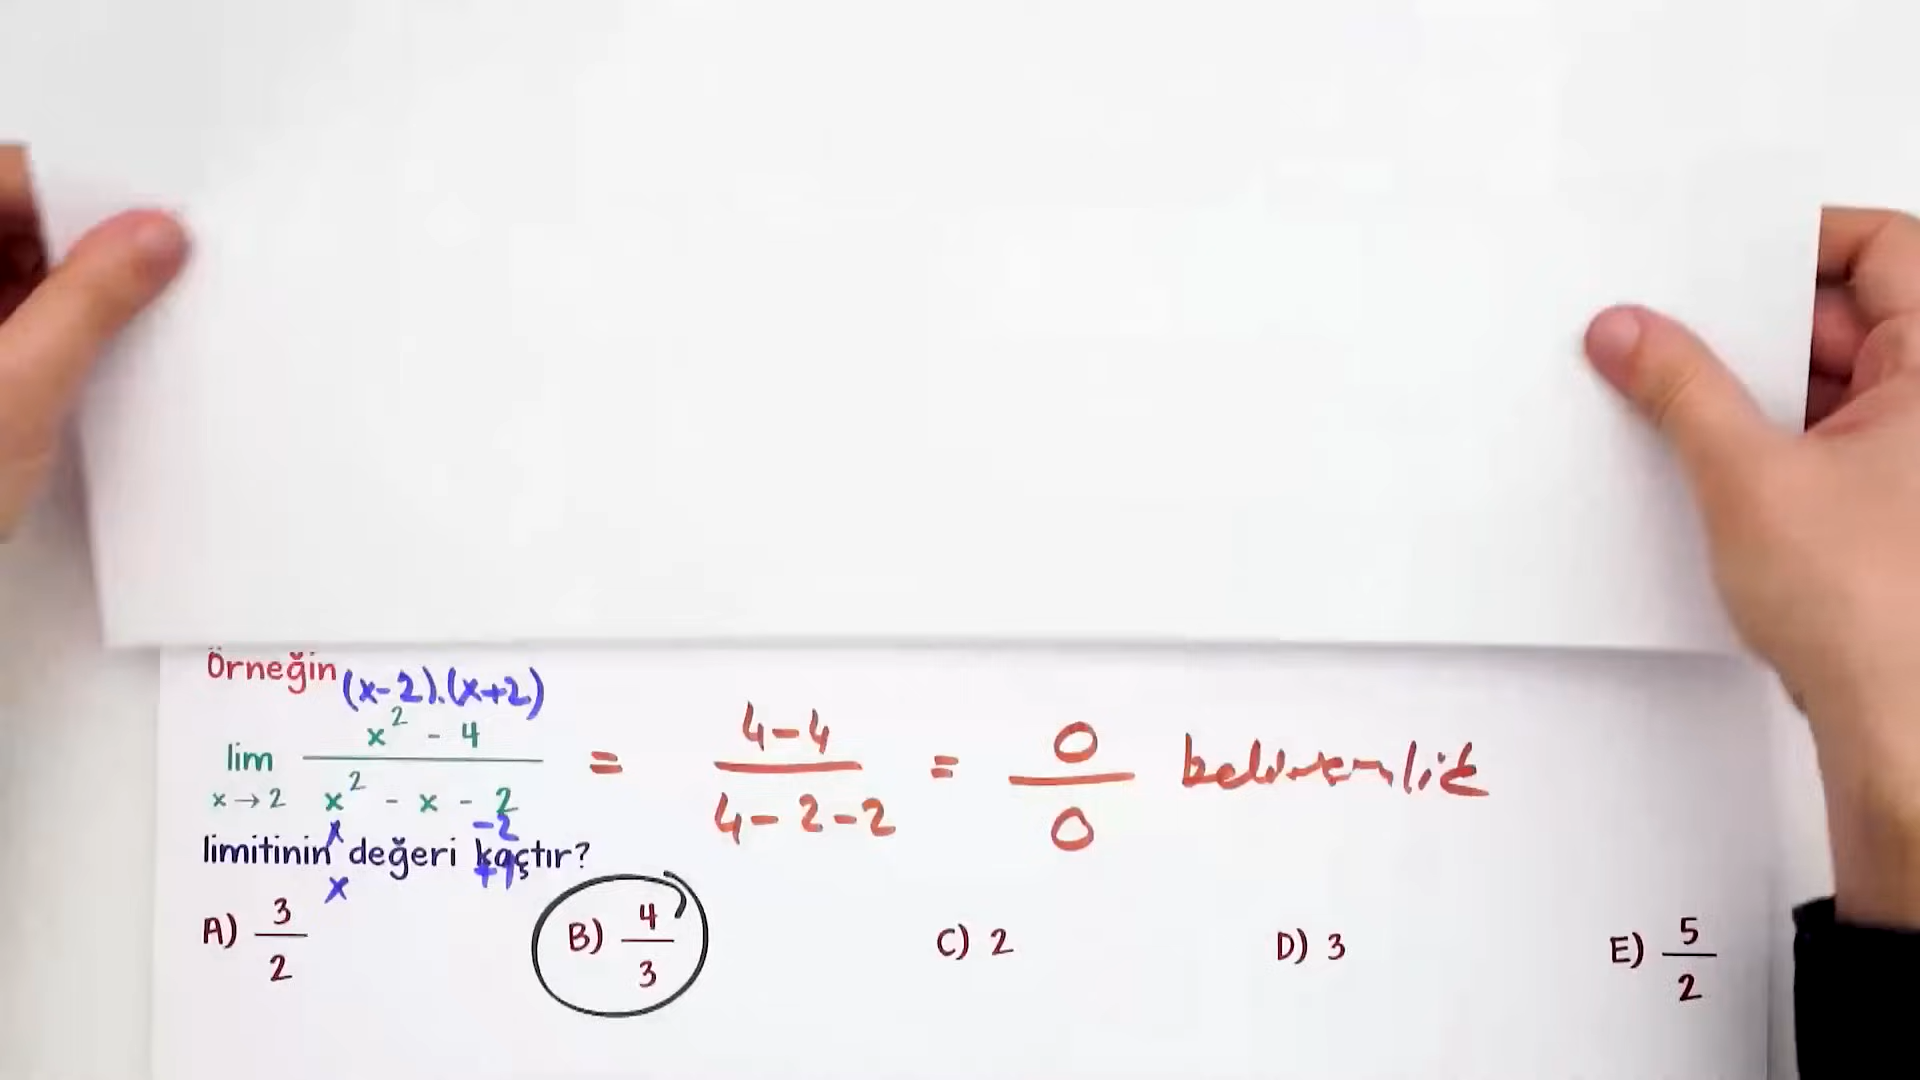 Örneğin (x-2).(x+2)
lim x→2 x² - 4 / x² - x - 2 = 4-4 / 4-2-2 = 0 / 0
x -2
limitinin değeri kaçtır?
x +1
A) 3/2 B) 4/3 C) 2 D) 3 E) 5/2